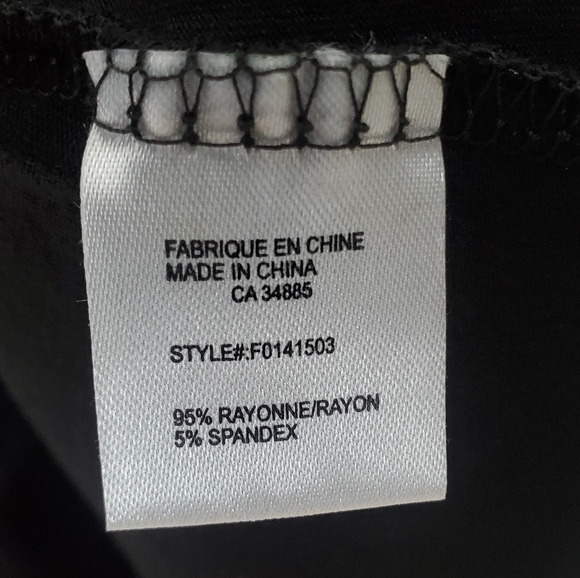 FABRIQUE EN CHINE
MADE IN CHINA
CA 34885
STYLE#:F0141503
95% RAYONNE/RAYON
5% SPANDEX